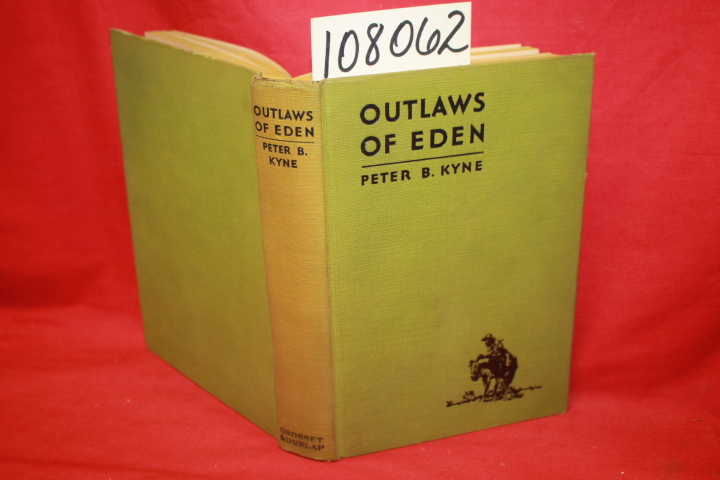 108062
OUTLAWS
OF EDEN
PETER B.
KYNE
GROSSET
& DUNLAP
OUTLAWS
OF EDEN
PETER B. KYNE